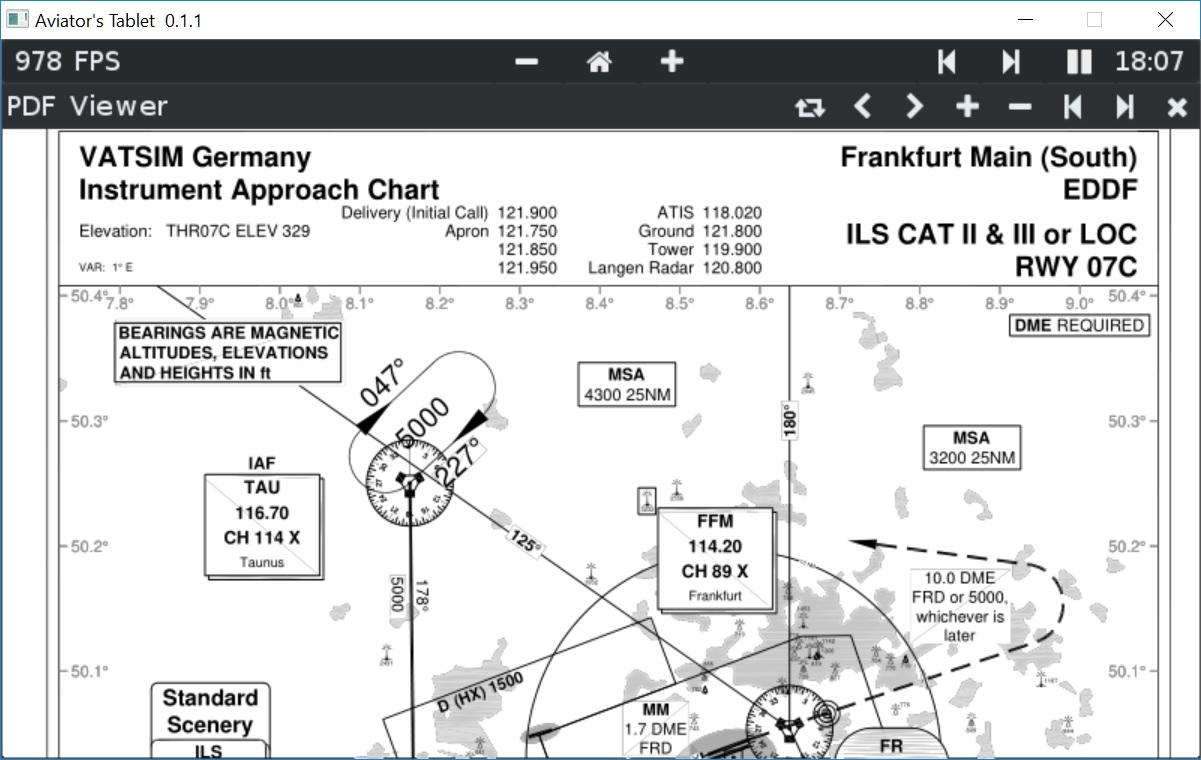 Aviator's Tablet 0.1.1
978 FPS
18:07
PDF Viewer
VATSIM Germany
Instrument Approach Chart
Frankfurt Main (South)
EDDF
ILS CAT II & III or LOC
RWY 07C
Delivery (Initial Call) 121.900
Apron 121.750
121.850
121.950
ATIS 118.020
Ground 121.800
Tower 119.900
Langen Radar 120.800
Elevation: THR07C ELEV 329
VAR: 1° E
50.4° 7.8° 7.9° 8.0° 8.1° 8.2° 8.3° 8.4° 8.5° 8.6° 8.7° 8.8° 8.9° 9.0° 50.4°
DME REQUIRED
BEARINGS ARE MAGNETIC
ALTITUDES, ELEVATIONS
AND HEIGHTS IN ft
047°
5000
227°
MSA
4300 25NM
180°
50.3°
50.3°
MSA
3200 25NM
IAF
TAU
116.70
CH 114 X
Taunus
125°
FFM
114.20
CH 89 X
Frankfurt
50.2°
50.2°
10.0 DME
FRD or 5000,
whichever is
later
5000
178°
50.1°
50.1°
D (HX) 1500
Standard
Scenery
ILS
MM
1.7 DME
FRD
FR